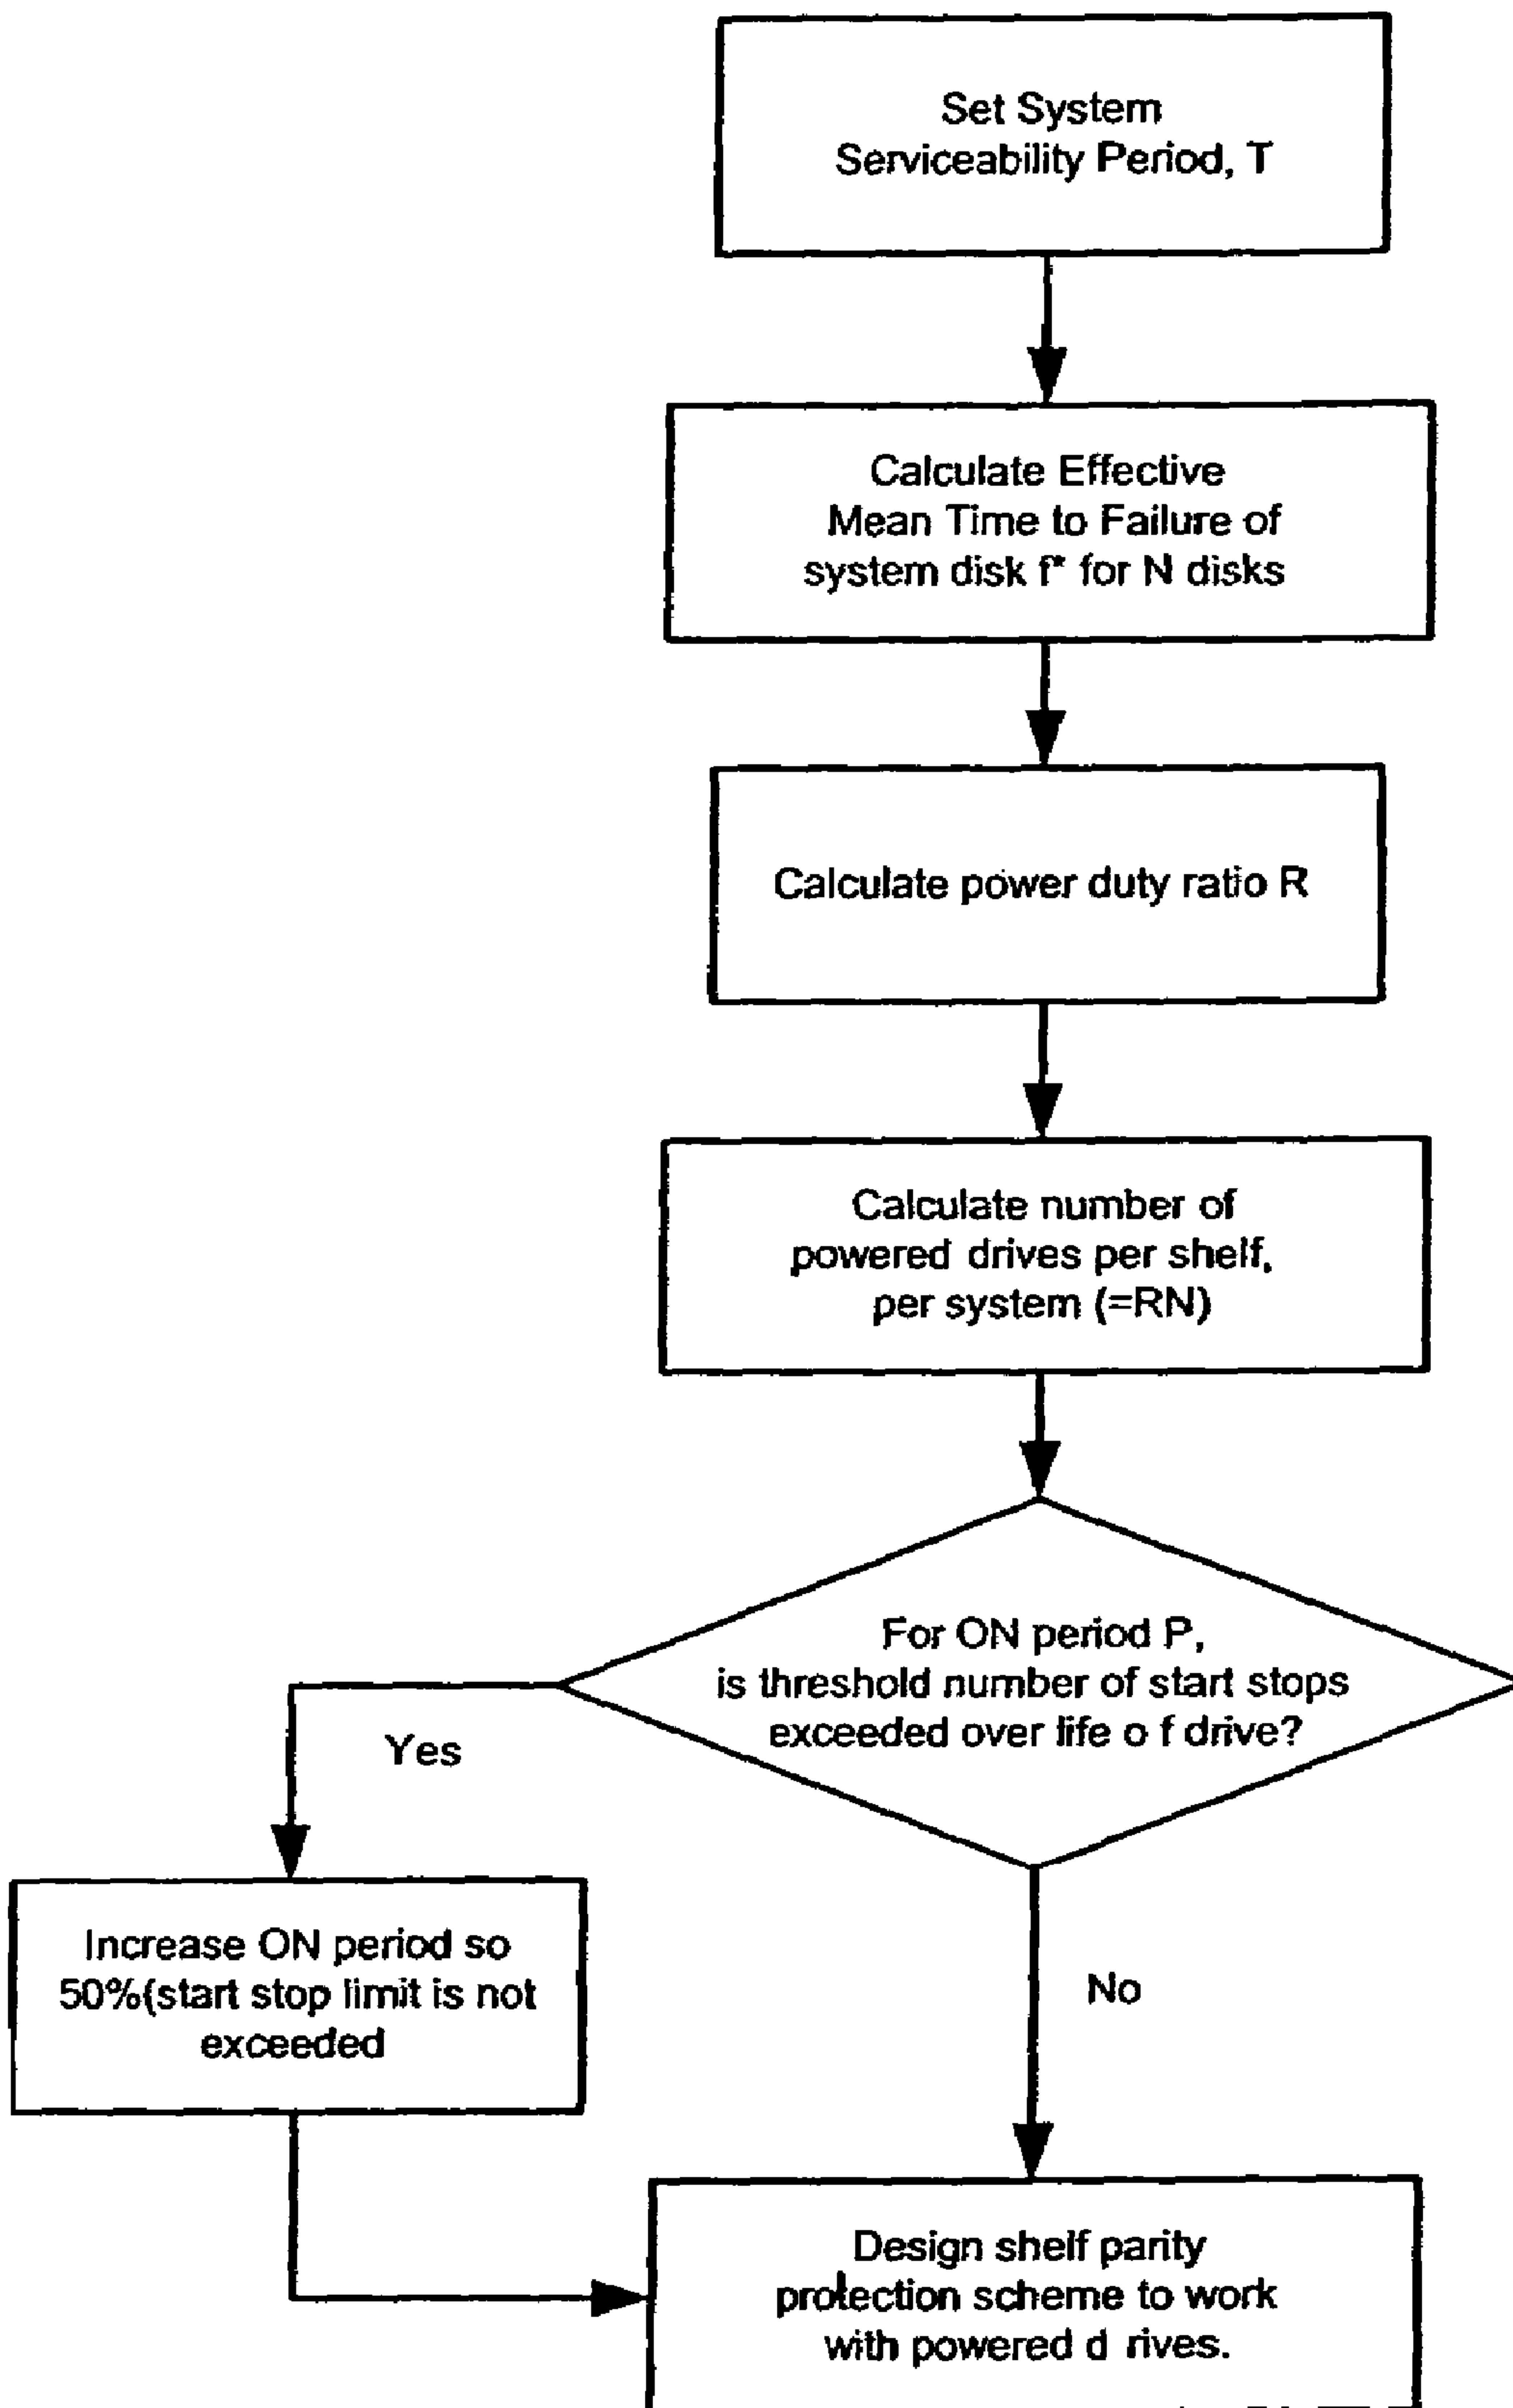 Set System
Serviceability Period, T
Calculate Effective
Mean Time to Failure of
system disk f* for N disks
Calculate power duty ratio R
Calculate number of
powered drives per shelf,
per system (=RN)
For ON period P,
is threshold number of start stops
exceeded over life o f drive?
Yes
No
Increase ON period so
50%(start stop limit is not
exceeded
Design shelf parity
protection scheme to work
with powered d rives.